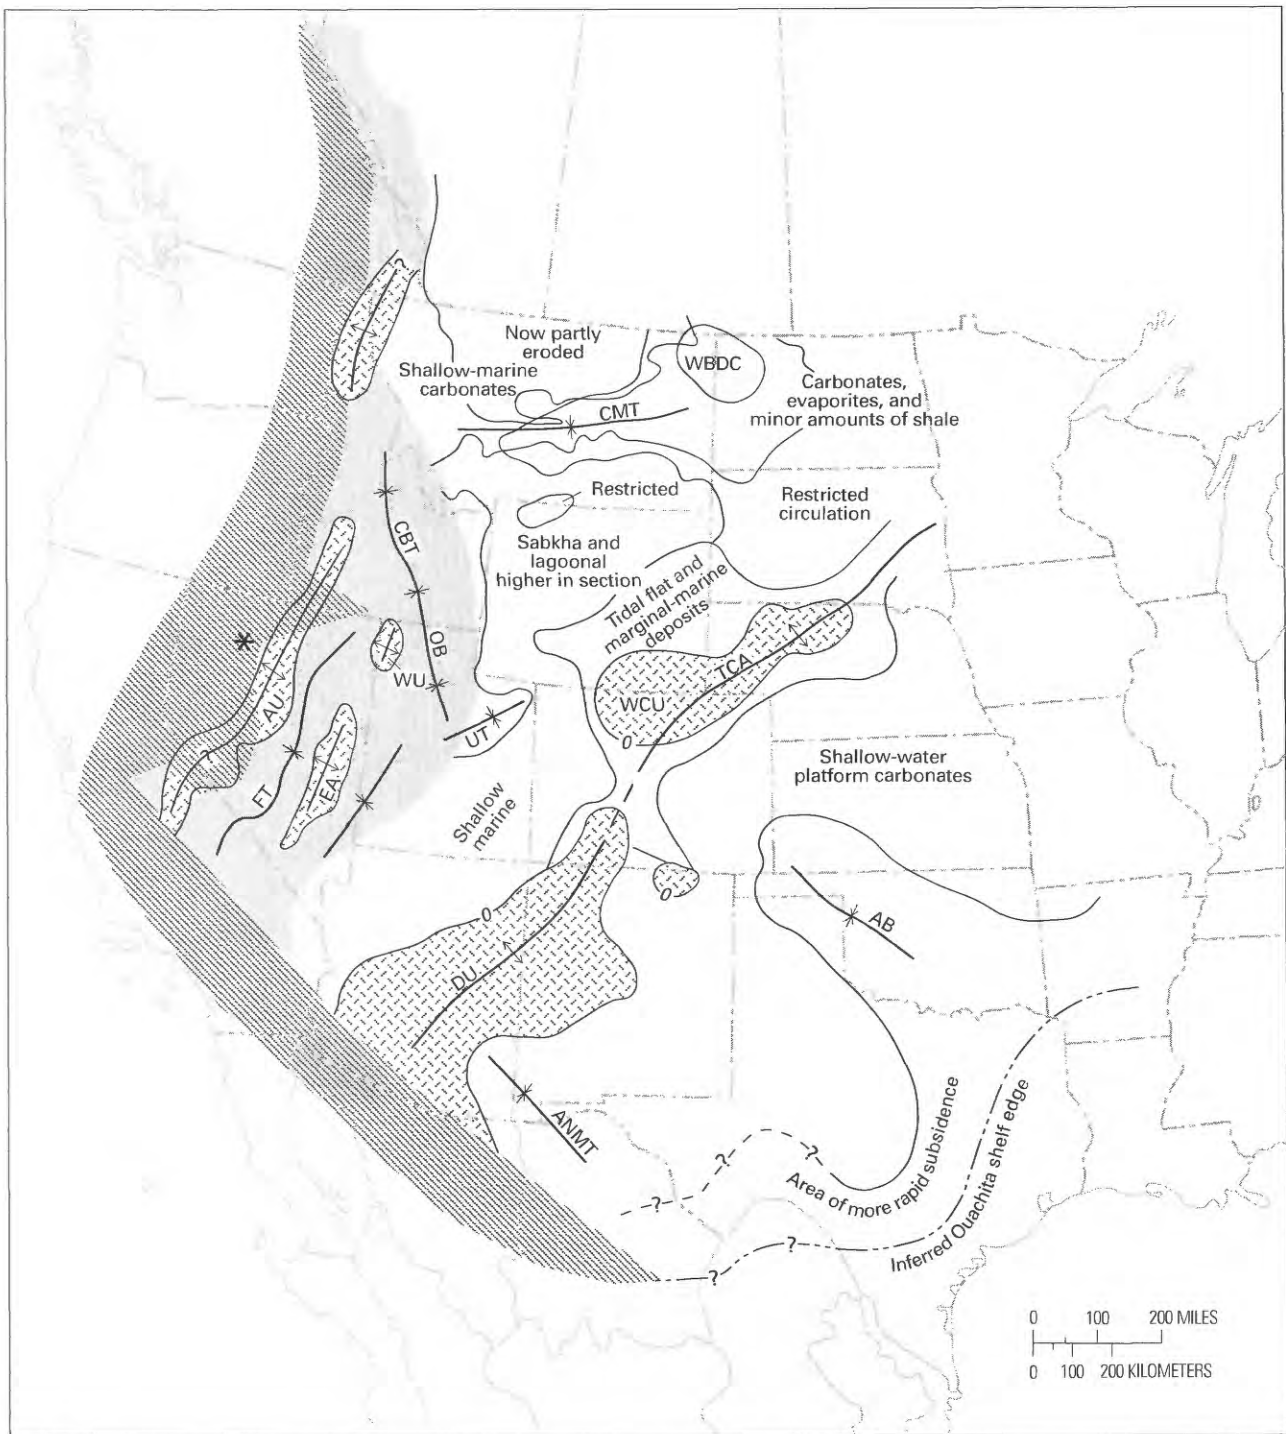 ?
Now partly
eroded
Shallow-marine
carbonates
WBDC
Carbonates,
evaporites, and
minor amounts of shale
CMT
Restricted
Restricted
circulation
CBT
Sabkha and
lagoonal
higher in section
Tidal flat and
marginal-marine
deposits
*
OB
WU
TCA
WCU
AU
UT
0
?
Shallow-water
platform carbonates
FT
EA
Shallow
marine
0
0
AB
DU
ANMT
?
?
?
Area of more rapid subsidence
?
?
Inferred Ouachita shelf edge
0 100 200 MILES
0 100 200 KILOMETERS